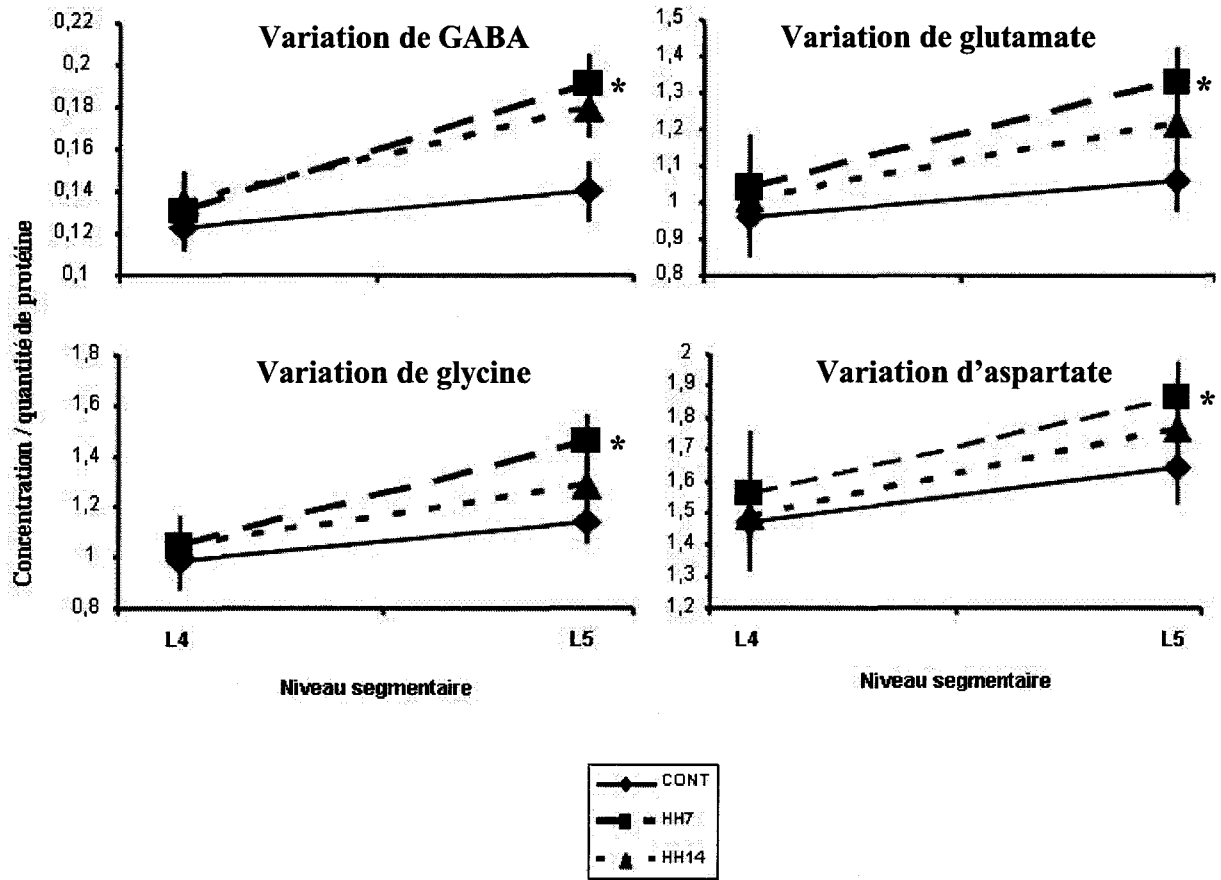 Variation de GABA
0,22
0,2
0,18
0,16
0,14
0,12
0,1
*
Variation de glutamate
1,5
1,4
1,3
1,2
1,1
1
0,9
0,8
*
Concentration / quantité de protéine
Variation de glycine
1,8
1,6
1,4
1,2
1
0,8
*
L4
L5
Niveau segmentaire
Variation d'aspartate
2
1,9
1,8
1,7
1,6
1,5
1,4
1,3
1,2
*
L4
L5
Niveau segmentaire
CONT
HH7
HH14